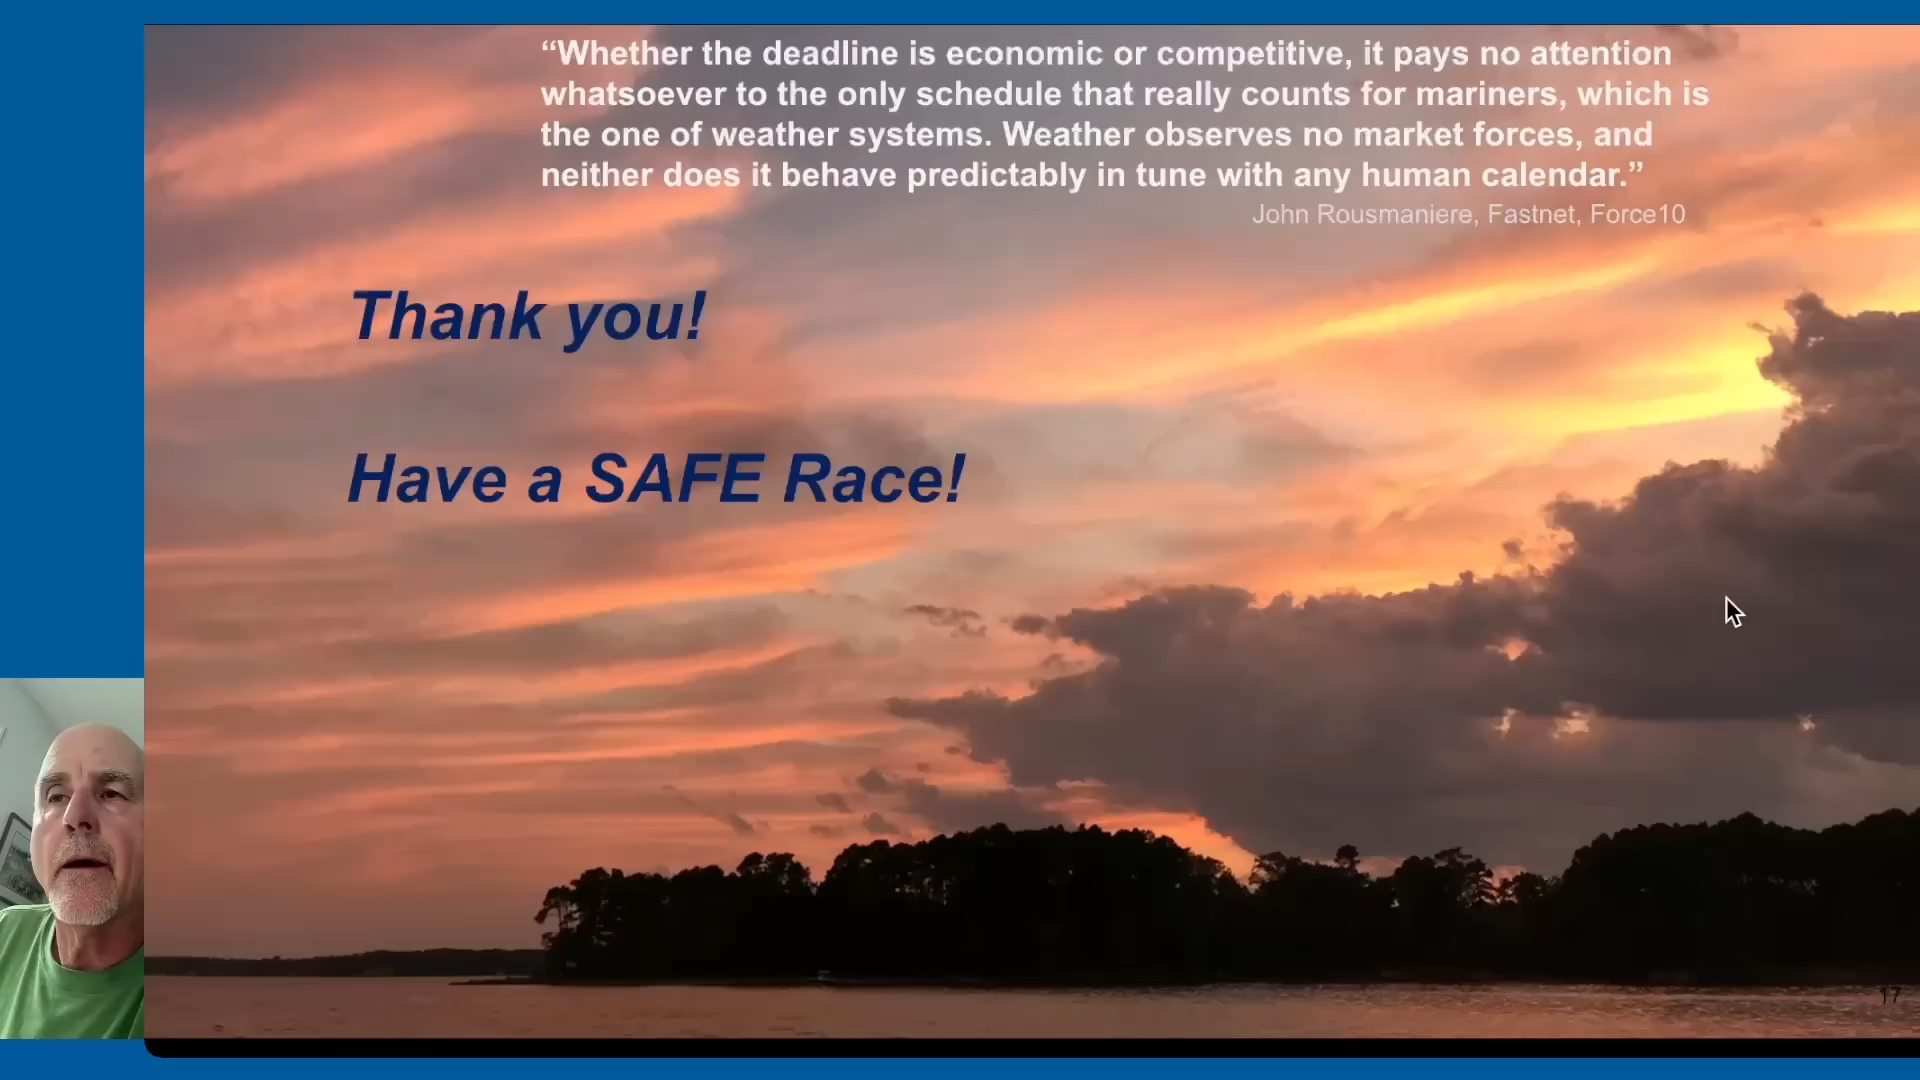 “Whether the deadline is economic or competitive, it pays no attention
whatsoever to the only schedule that really counts for mariners, which is
the one of weather systems. Weather observes no market forces, and
neither does it behave predictably in tune with any human calendar.”
John Rousmaniere, Fastnet, Force10
Thank you!
Have a SAFE Race!
17